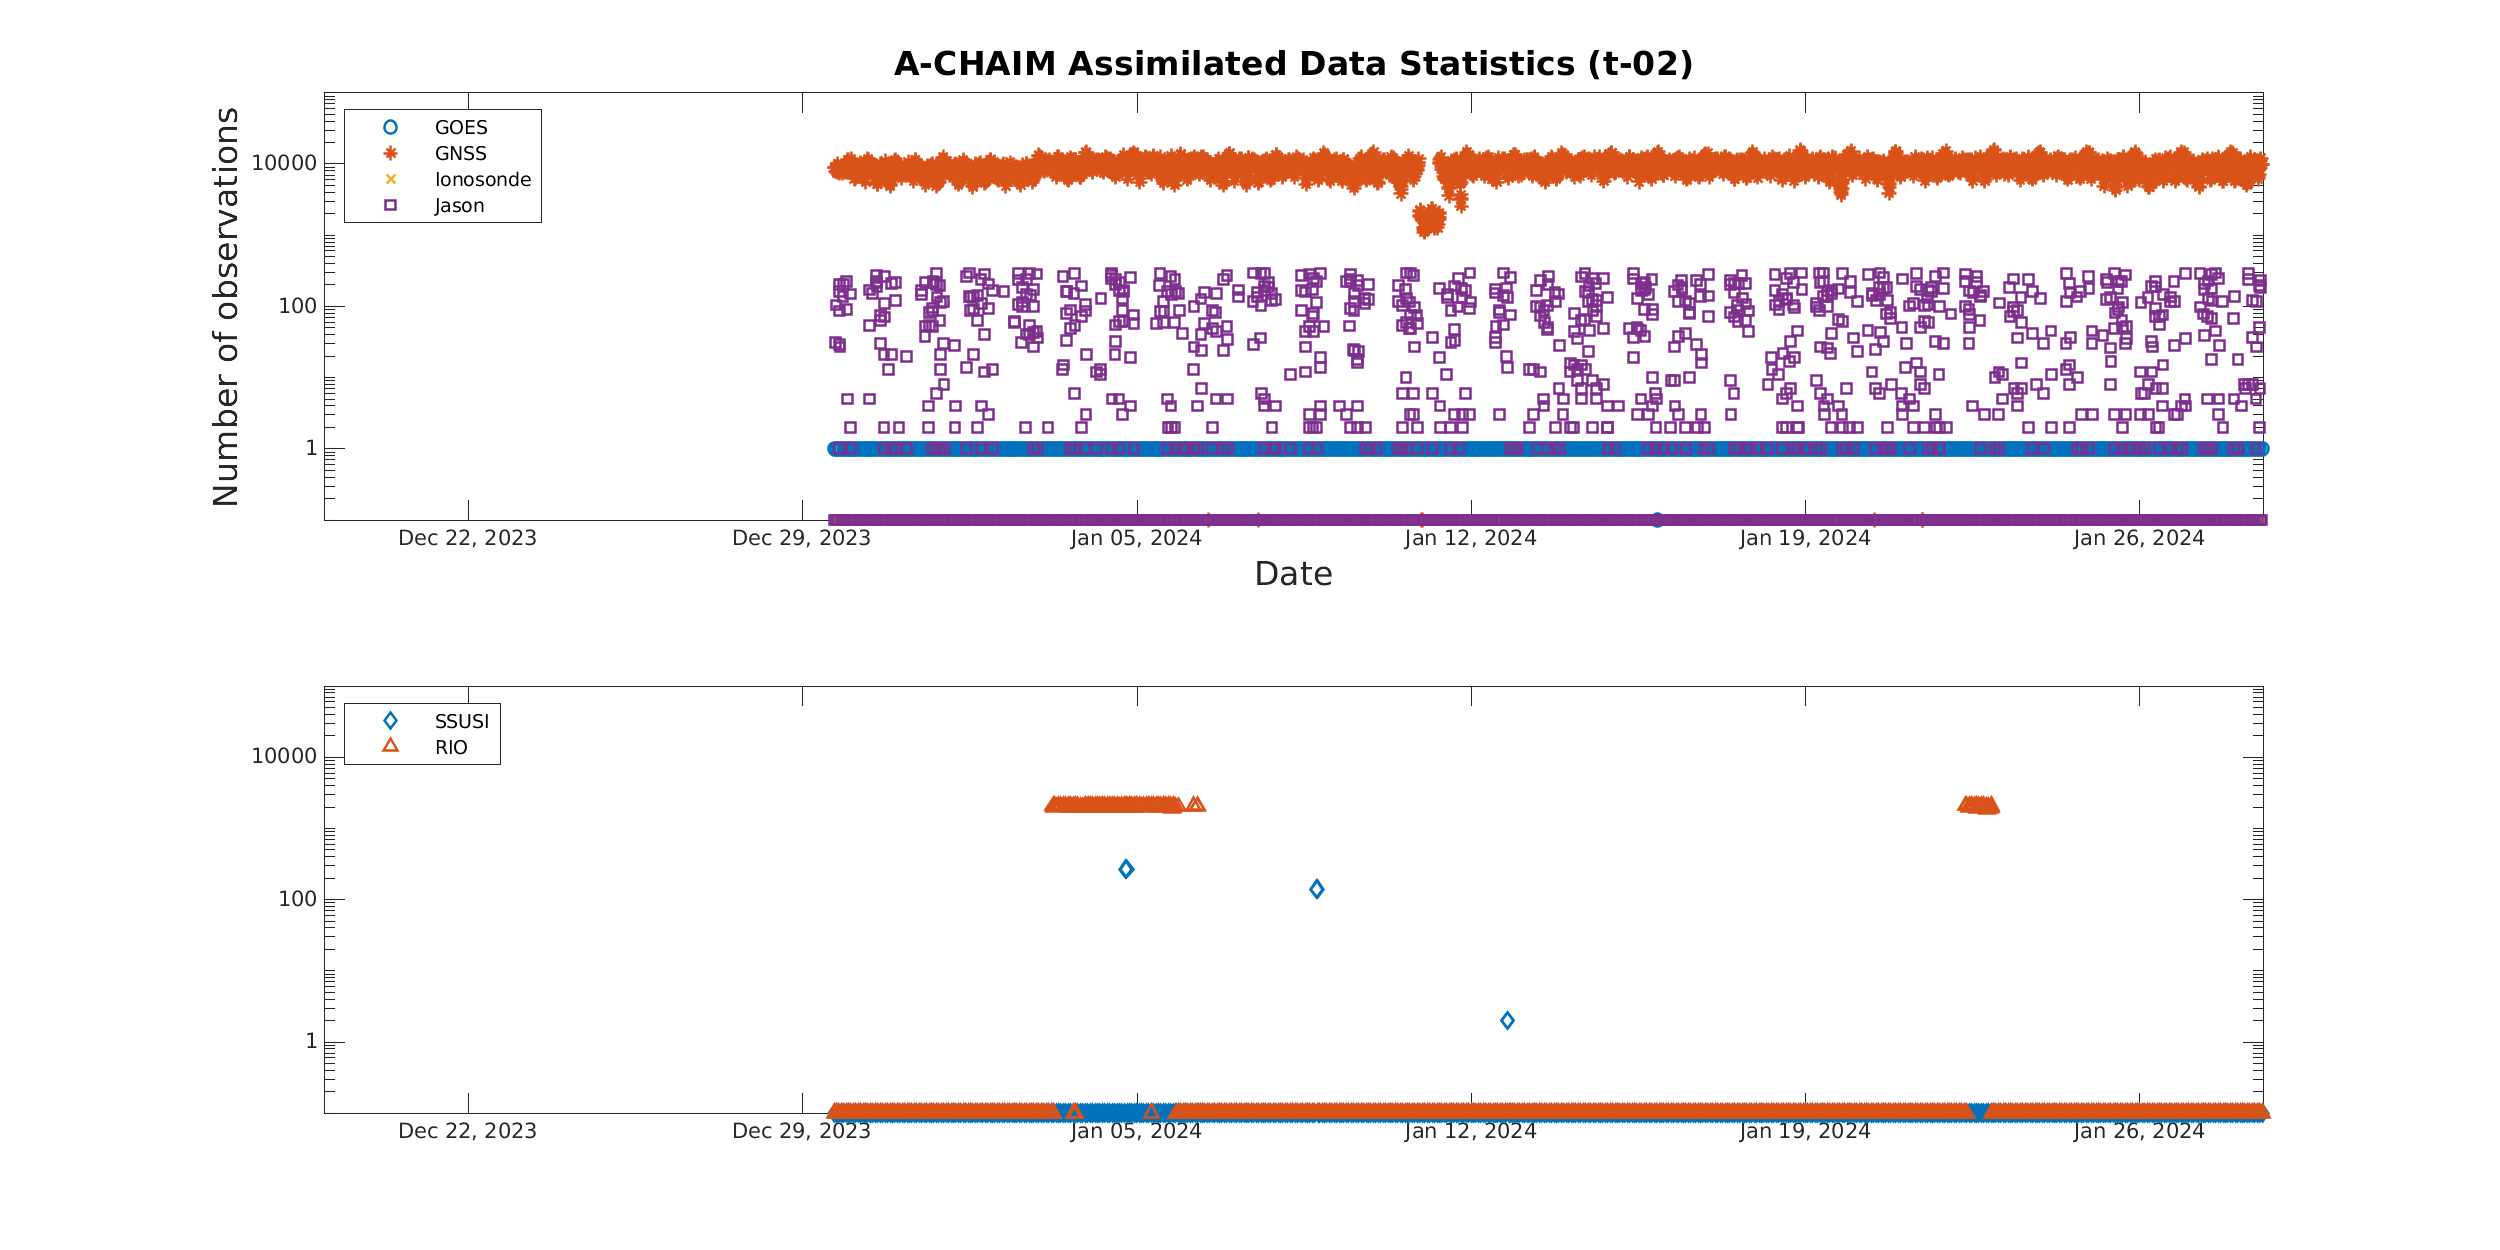 A-CHAIM Assimilated Data Statistics (t-02)
Number of observations
10000
100
1
GOES
GNSS
Ionosonde
Jason
Dec 22, 2023
Dec 29, 2023
Jan 05, 2024
Jan 12, 2024
Jan 19, 2024
Jan 26, 2024
Date
10000
100
1
SSUSI
RIO
Dec 22, 2023
Dec 29, 2023
Jan 05, 2024
Jan 12, 2024
Jan 19, 2024
Jan 26, 2024